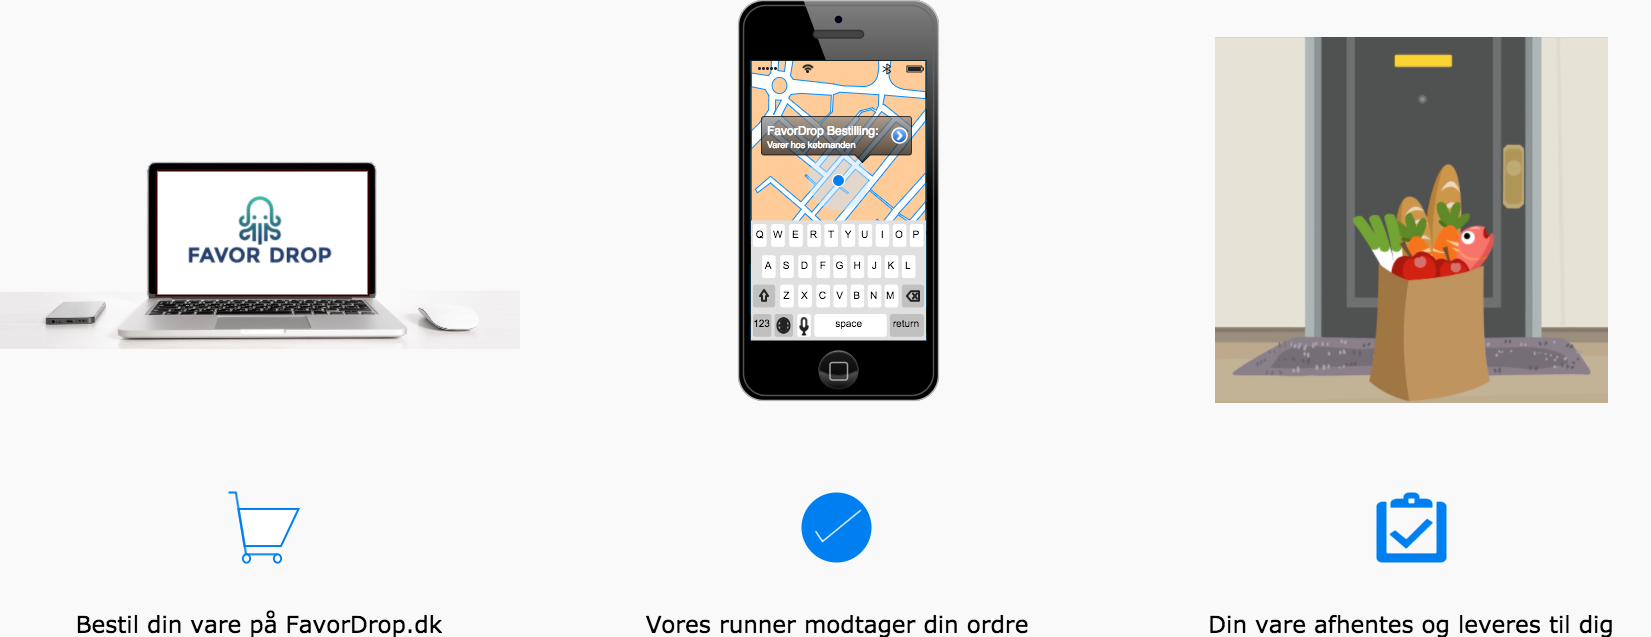 FAVOR DROP
FavorDrop Bestilling:
Varer hos købmanden
Q W E R T Y U I O P
A S D F G H J K L
Z X C V B N M
123 space return
Bestil din vare på FavorDrop.dk
Vores runner modtager din ordre
Din vare afhentes og leveres til dig